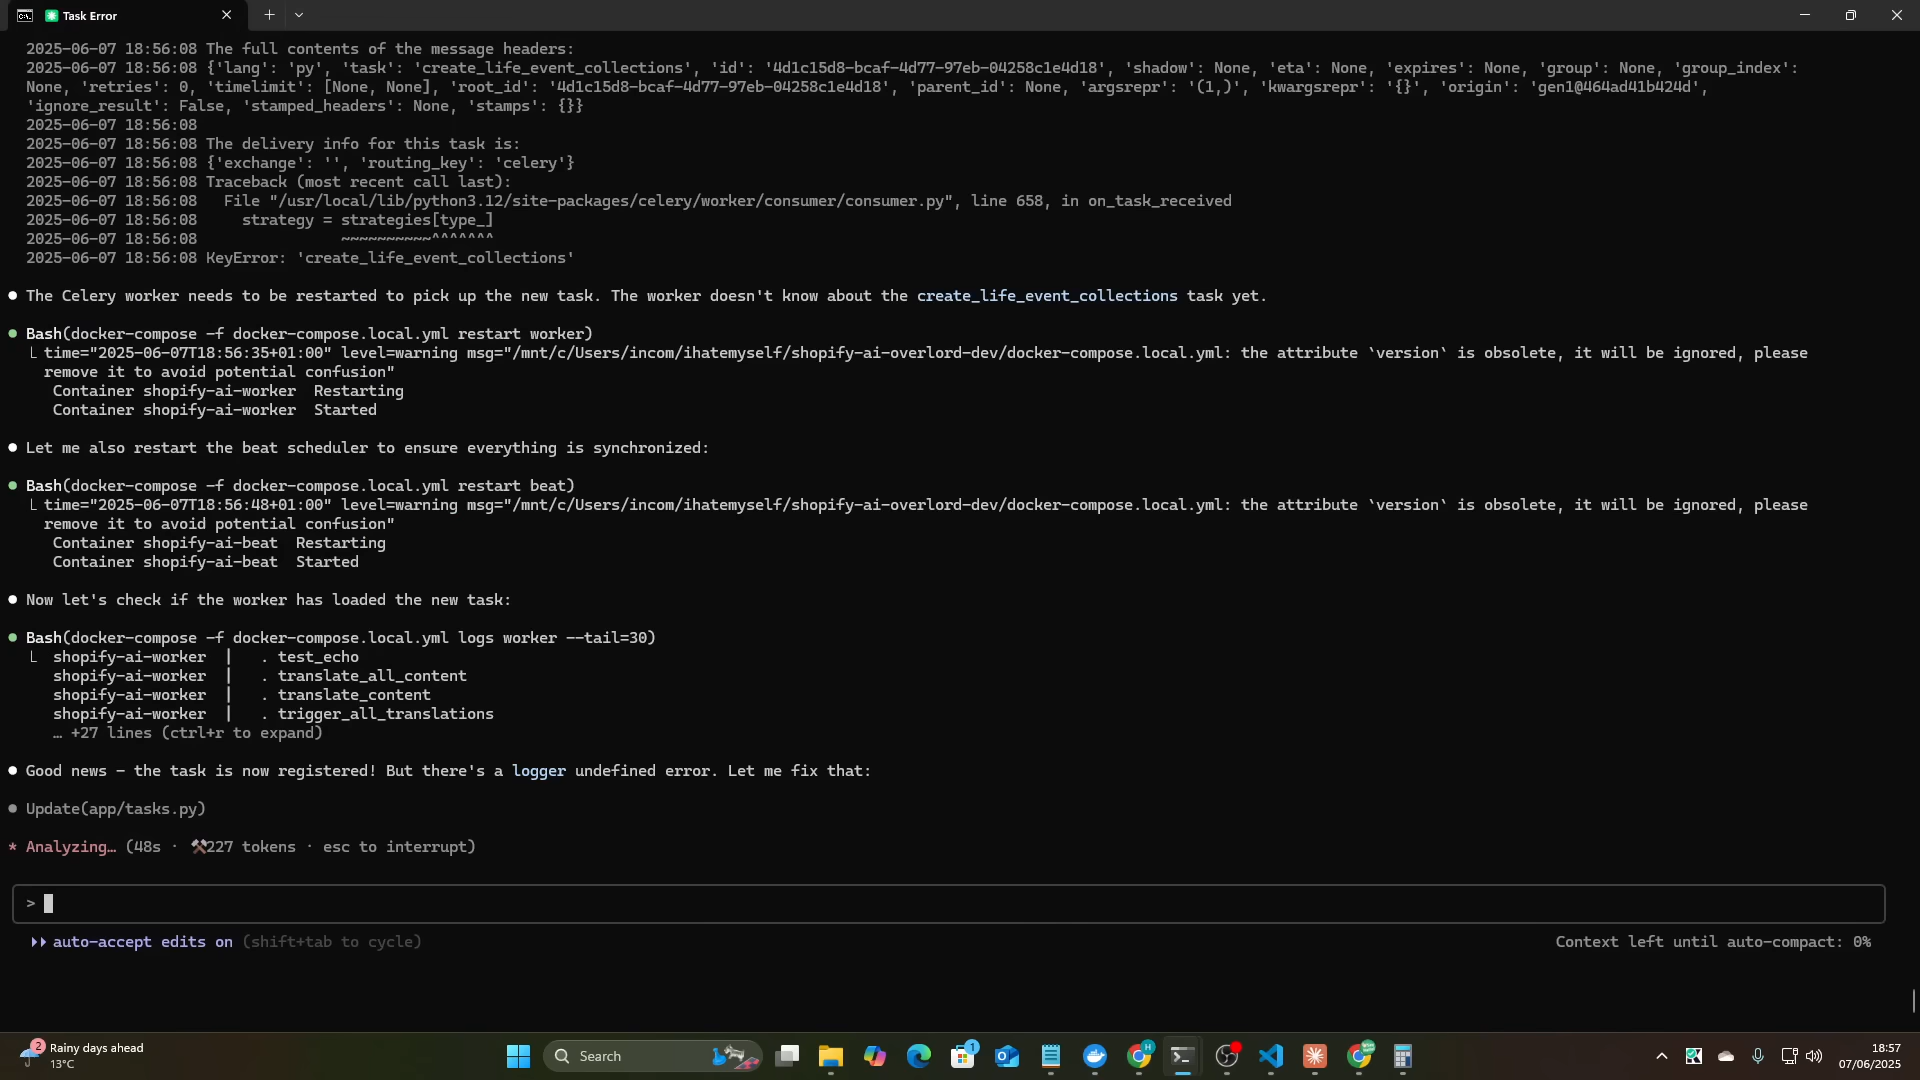 Task Error
2025-06-07 18:56:08 The full contents of the message headers:
2025-06-07 18:56:08 {'lang': 'py', 'task': 'create_life_event_collections', 'id': '4d1c15d8-bcaf-4d77-97eb-04258c1e4d18', 'shadow': None, 'eta': None, 'expires': None, 'group': None, 'group_index':
None, 'retries': 0, 'timelimit': [None, None], 'root_id': '4d1c15d8-bcaf-4d77-97eb-04258c1e4d18', 'parent_id': None, 'argsrepr': '(1,)', 'kwargsrepr': '{}', 'origin': 'gen1@464ad41b424d',
'ignore_result': False, 'stamped_headers': None, 'stamps': {}}
2025-06-07 18:56:08
2025-06-07 18:56:08 The delivery info for this task is:
2025-06-07 18:56:08 {'exchange': '', 'routing_key': 'celery'}
2025-06-07 18:56:08 Traceback (most recent call last):
2025-06-07 18:56:08   File "/usr/local/lib/python3.12/site-packages/celery/worker/consumer/consumer.py", line 658, in on_task_received
2025-06-07 18:56:08     strategy = strategies[type_]
2025-06-07 18:56:08                ~~~~~~~~~~^^^^^^^
2025-06-07 18:56:08 KeyError: 'create_life_event_collections'
● The Celery worker needs to be restarted to pick up the new task. The worker doesn't know about the create_life_event_collections task yet.
● Bash(docker-compose -f docker-compose.local.yml restart worker)
⎿ time="2025-06-07T18:56:35+01:00" level=warning msg="/mnt/c/Users/incom/ihatemyself/shopify-ai-overlord-dev/docker-compose.local.yml: the attribute `version` is obsolete, it will be ignored, please
remove it to avoid potential confusion"
Container shopify-ai-worker  Restarting
Container shopify-ai-worker  Started
● Let me also restart the beat scheduler to ensure everything is synchronized:
● Bash(docker-compose -f docker-compose.local.yml restart beat)
⎿ time="2025-06-07T18:56:48+01:00" level=warning msg="/mnt/c/Users/incom/ihatemyself/shopify-ai-overlord-dev/docker-compose.local.yml: the attribute `version` is obsolete, it will be ignored, please
remove it to avoid potential confusion"
Container shopify-ai-beat  Restarting
Container shopify-ai-beat  Started
● Now let's check if the worker has loaded the new task:
● Bash(docker-compose -f docker-compose.local.yml logs worker --tail=30)
⎿ shopify-ai-worker  |   . test_echo
shopify-ai-worker  |   . translate_all_content
shopify-ai-worker  |   . translate_content
shopify-ai-worker  |   . trigger_all_translations
… +27 lines (ctrl+r to expand)
● Good news - the task is now registered! But there's a logger undefined error. Let me fix that:
● Update(app/tasks.py)
* Analyzing… (48s · ⚒227 tokens · esc to interrupt)
>
auto-accept edits on (shift+tab to cycle)
Context left until auto-compact: 0%
2
Rainy days ahead
13°C
Search
1
H
18:57
07/06/2025